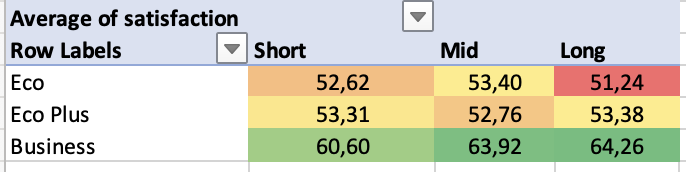 Average of satisfaction
Row Labels Short Mid Long
Eco 52,62 53,40 51,24
Eco Plus 53,31 52,76 53,38
Business 60,60 63,92 64,26